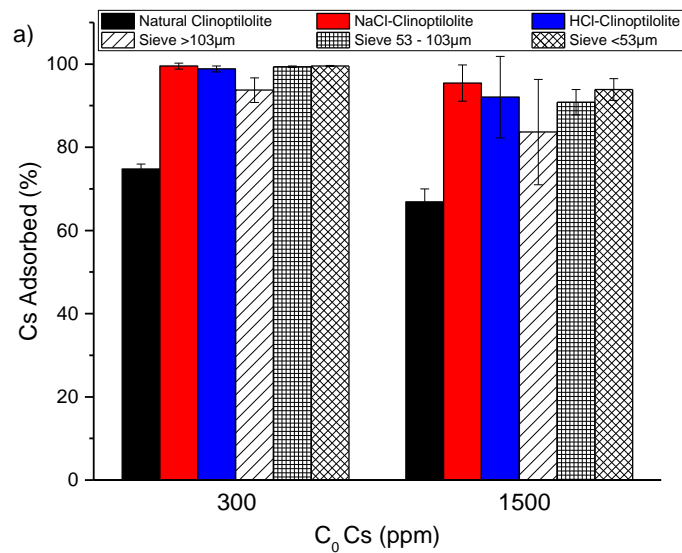 a)
Natural Clinoptilolite NaCl-Clinoptilolite HCl-Clinoptilolite
Sieve >103µm Sieve 53 - 103µm Sieve <53µm
100
80
60
40
20
0
Cs Adsorbed (%)
300 1500
C₀ Cs (ppm)